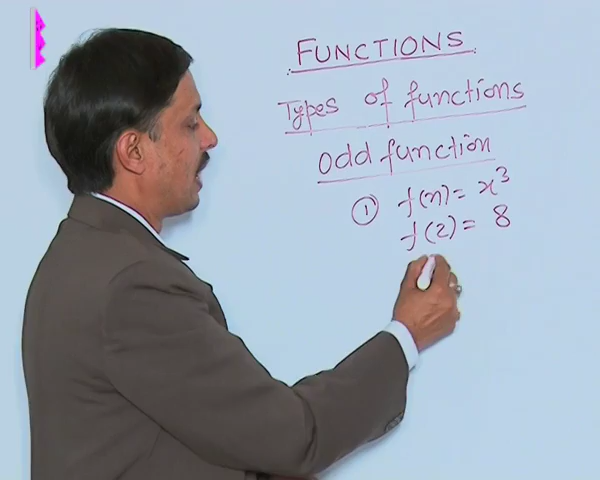 FUNCTIONS
Types of functions
Odd function
① f(x) = x³
f(2) = 8